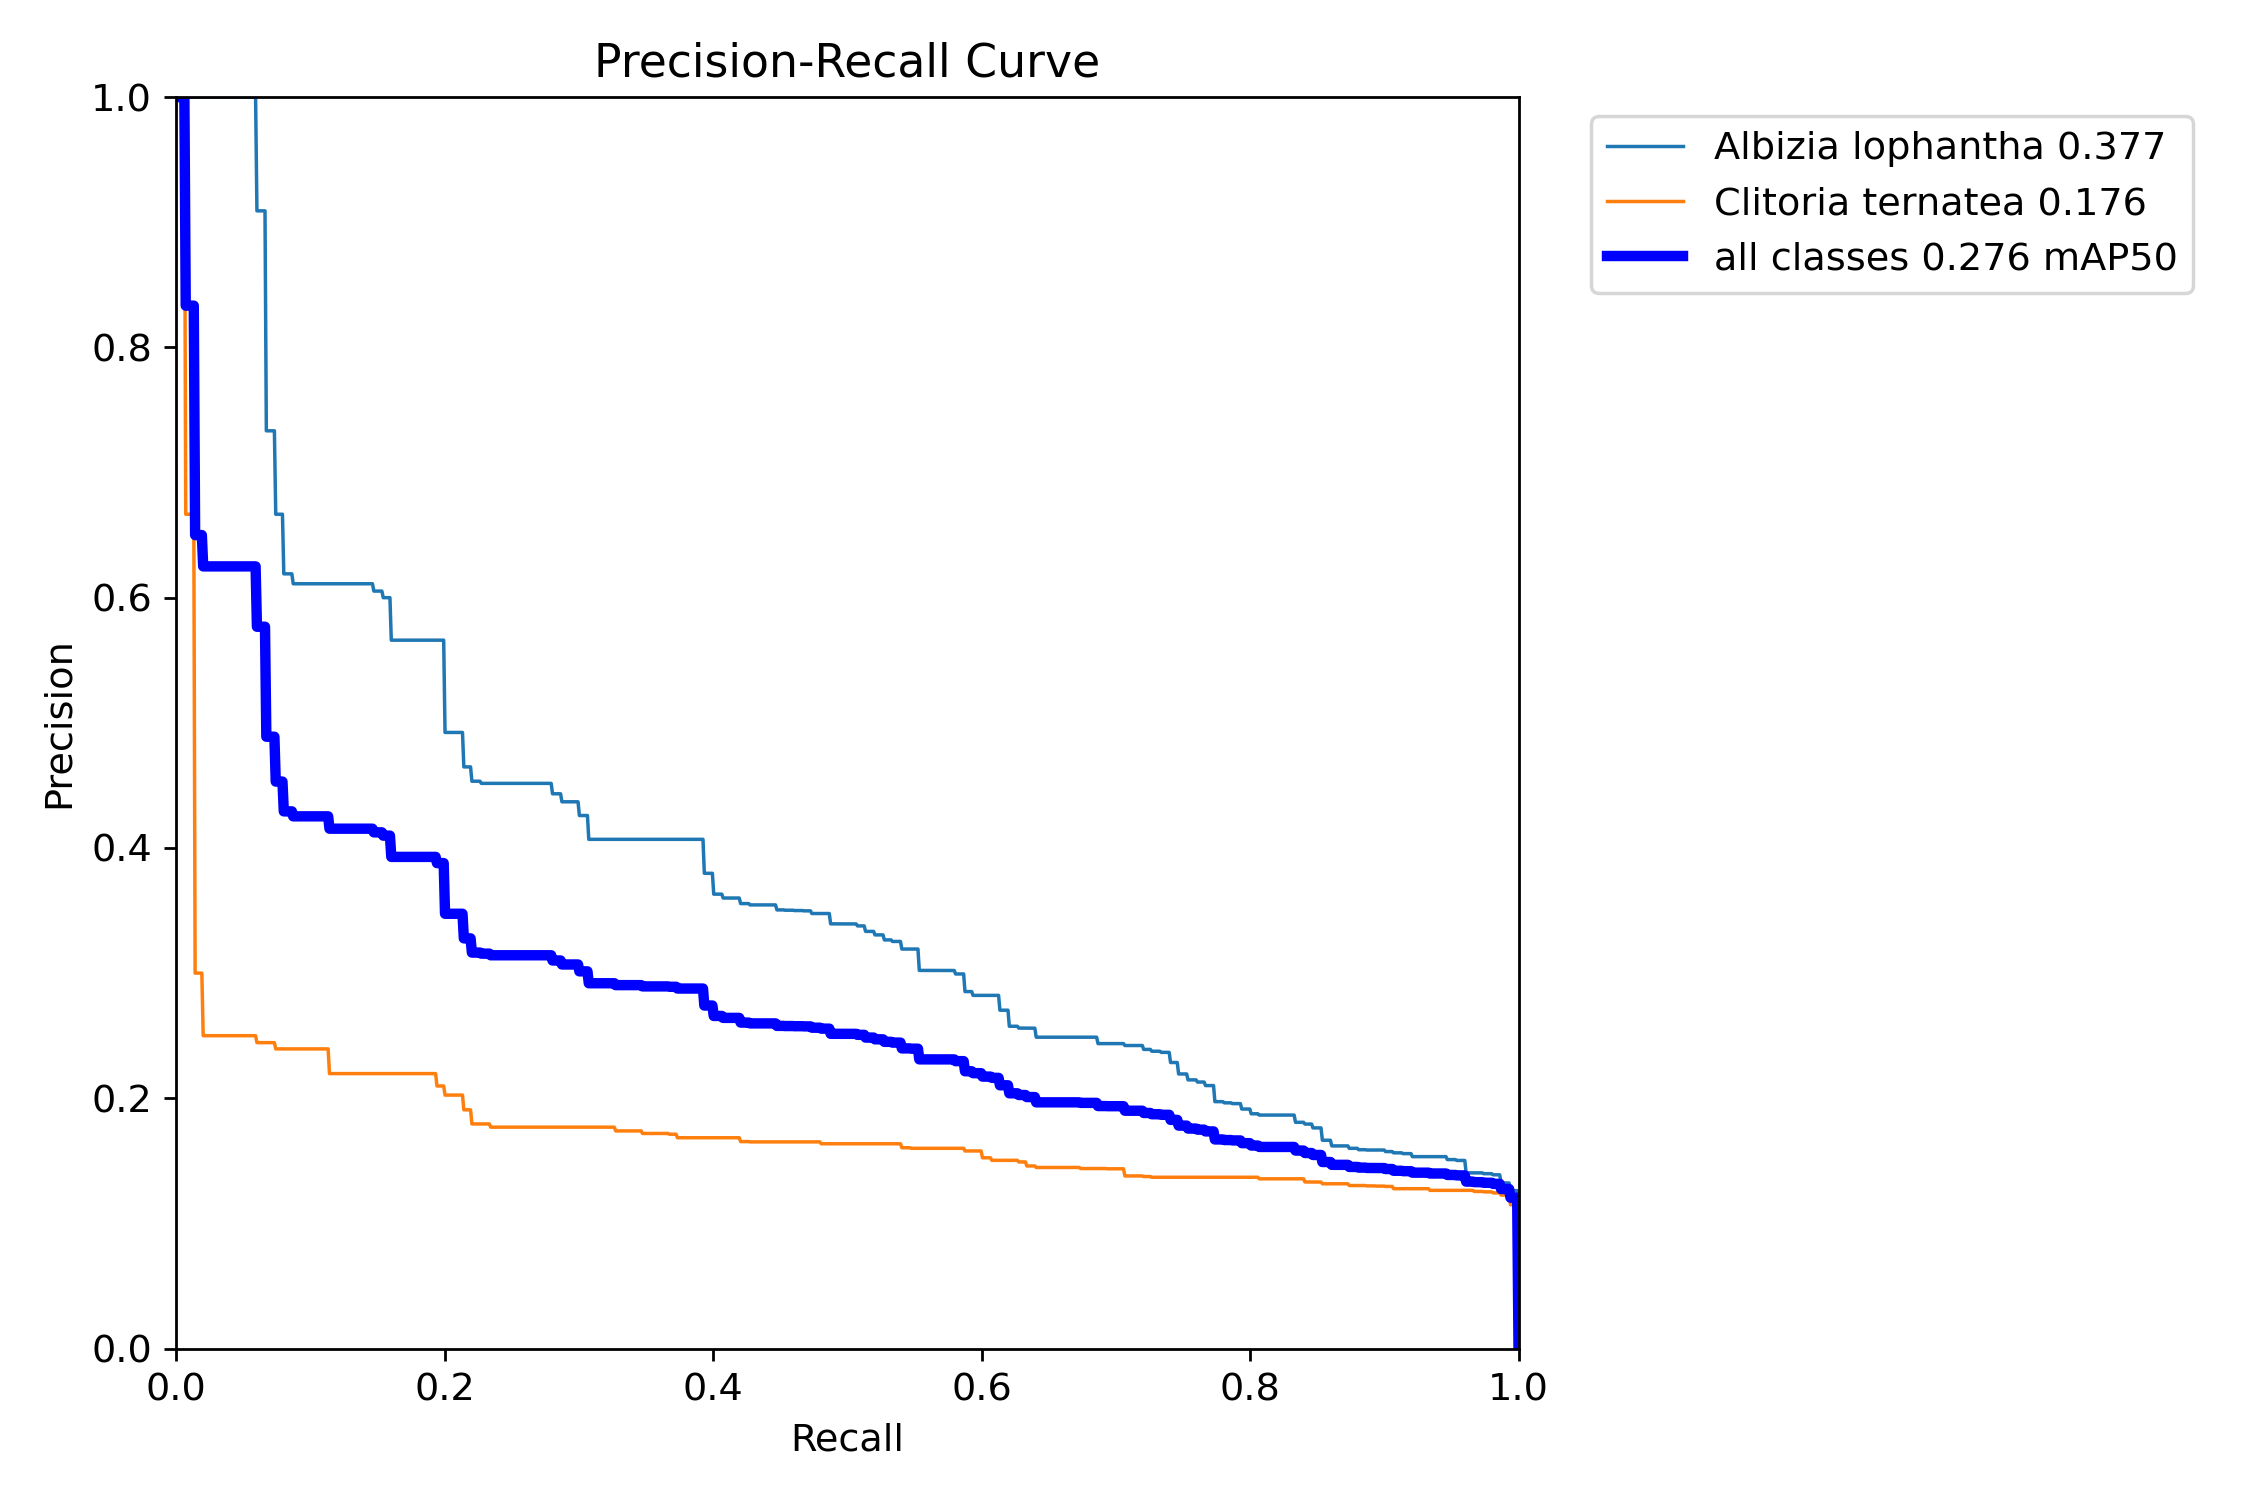 Precision-Recall Curve
1.0
0.8
0.6
0.4
0.2
0.0
Precision
0.0 0.2 0.4 0.6 0.8 1.0
Recall
Albizia lophantha 0.377
Clitoria ternatea 0.176
all classes 0.276 mAP50